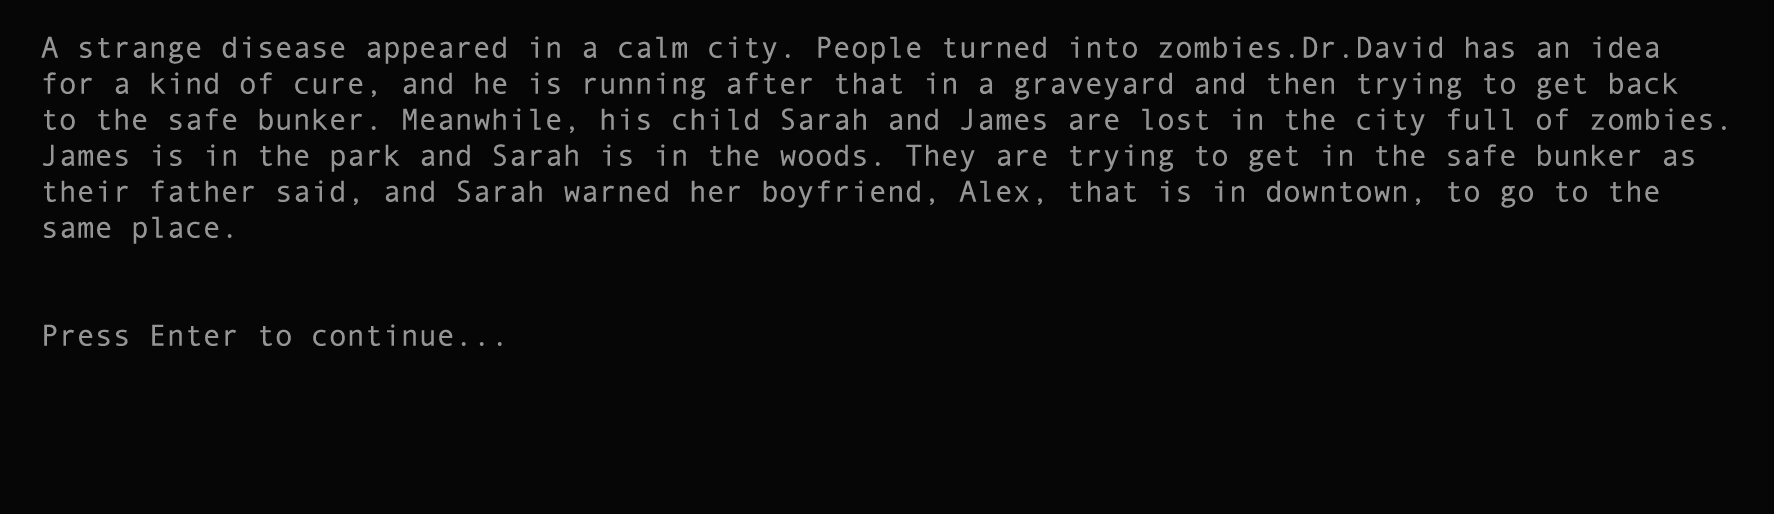 A strange disease appeared in a calm city. People turned into zombies.Dr.David has an idea
for a kind of cure, and he is running after that in a graveyard and then trying to get back
to the safe bunker. Meanwhile, his child Sarah and James are lost in the city full of zombies.
James is in the park and Sarah is in the woods. They are trying to get in the safe bunker as
their father said, and Sarah warned her boyfriend, Alex, that is in downtown, to go to the
same place.
Press Enter to continue...